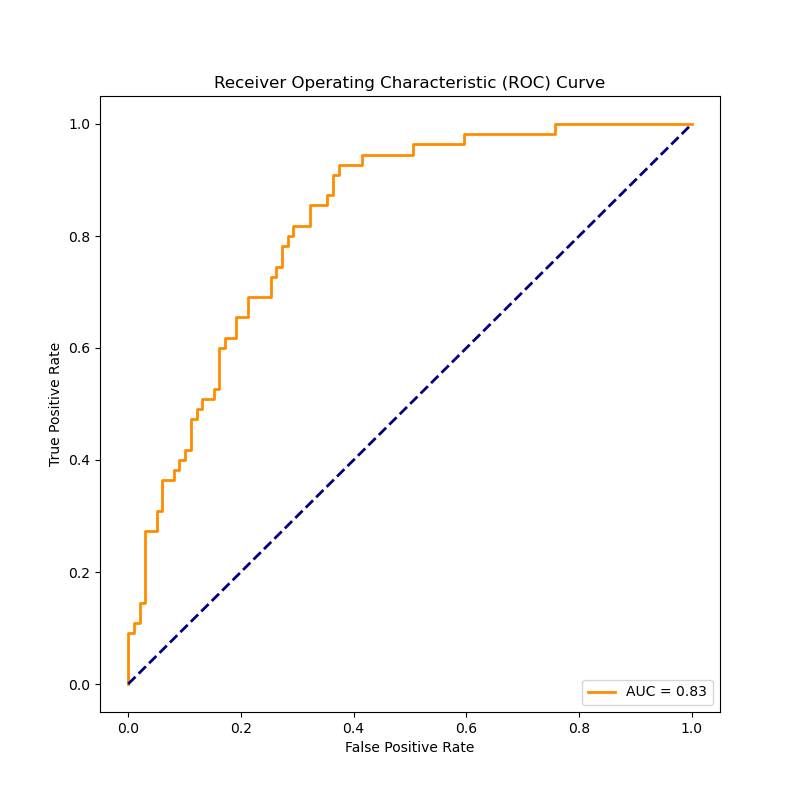 Receiver Operating Characteristic (ROC) Curve
1.0
0.8
0.6
0.4
0.2
0.0
True Positive Rate
AUC = 0.83
0.0 0.2 0.4 0.6 0.8 1.0
False Positive Rate